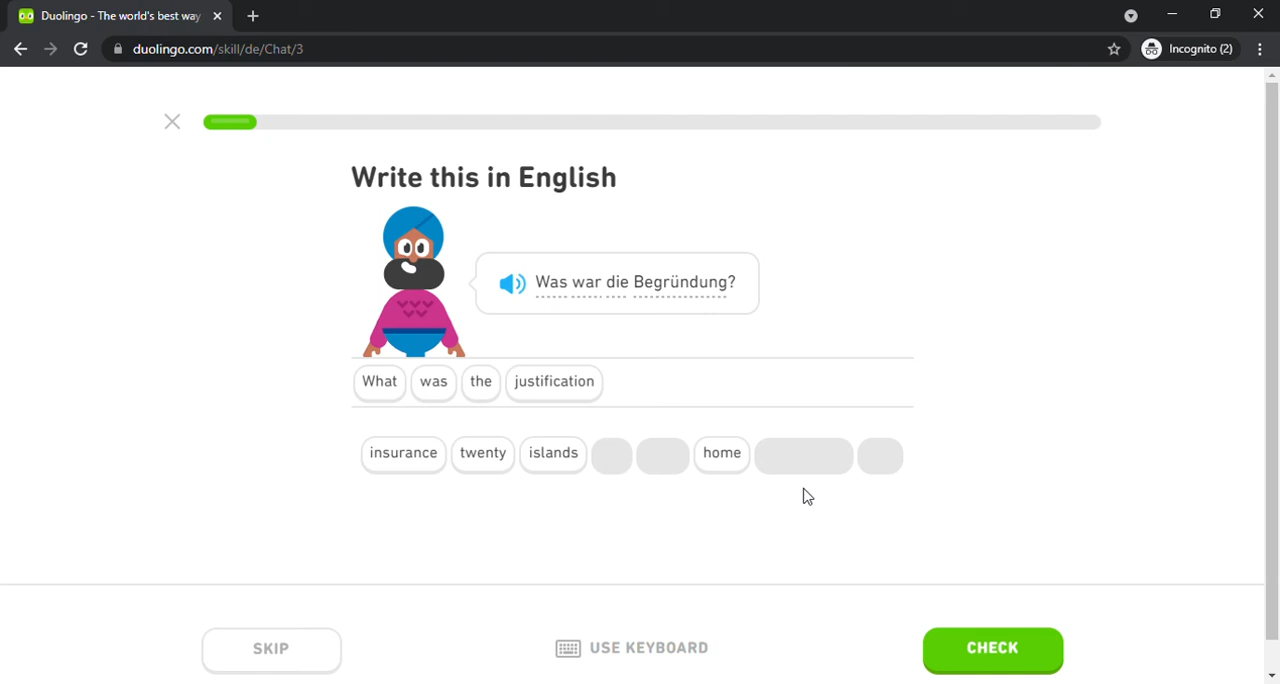 Duolingo - The world's best way
duolingo.com/skill/de/Chat/3
Incognito (2)
Write this in English
Was war die Begründung?
What was the justification
insurance twenty islands home
SKIP
USE KEYBOARD
CHECK